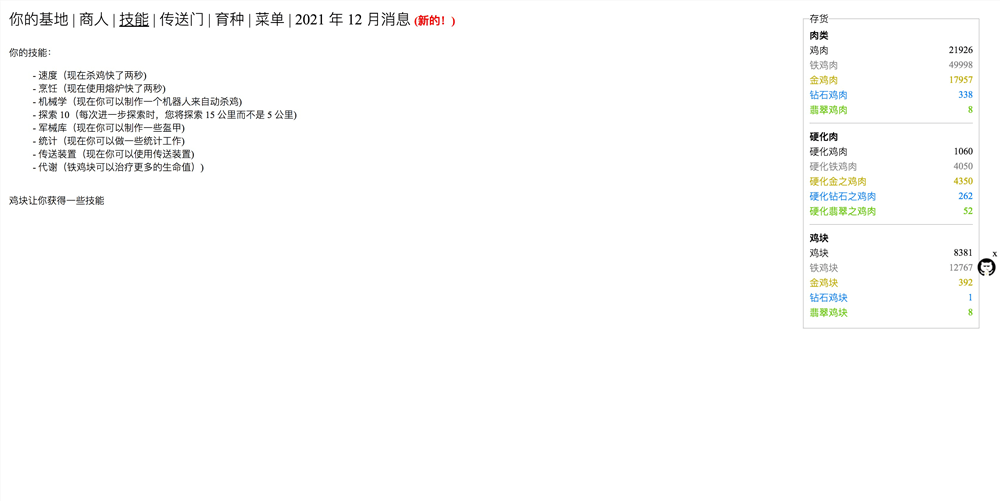 你的基地 | 商人 | 技能 | 传送门 | 育种 | 菜单 | 2021 年 12 月消息 (新的！)
你的技能：
- 速度（现在杀鸡快了两秒)
- 烹饪（现在使用熔炉快了两秒)
- 机械学（现在你可以制作一个机器人来自动杀鸡)
- 探索 10（每次进一步探索时，您将探索 15 公里而不是 5 公里)
- 军械库（现在你可以制作一些盔甲)
- 统计（现在你可以做一些统计工作)
- 传送装置（现在你可以使用传送装置)
- 代谢（铁鸡块可以治疗更多的生命值）)
鸡块让你获得一些技能
存货
肉类
鸡肉 21926
铁鸡肉 49998
金鸡肉 17957
钻石鸡肉 338
翡翠鸡肉 8
硬化肉
硬化鸡肉 1060
硬化铁鸡肉 4050
硬化金之鸡肉 4350
硬化钻石之鸡肉 262
硬化翡翠之鸡肉 52
鸡块
鸡块 8381
铁鸡块 12767
金鸡块 392
钻石鸡块 1
翡翠鸡块 8
x